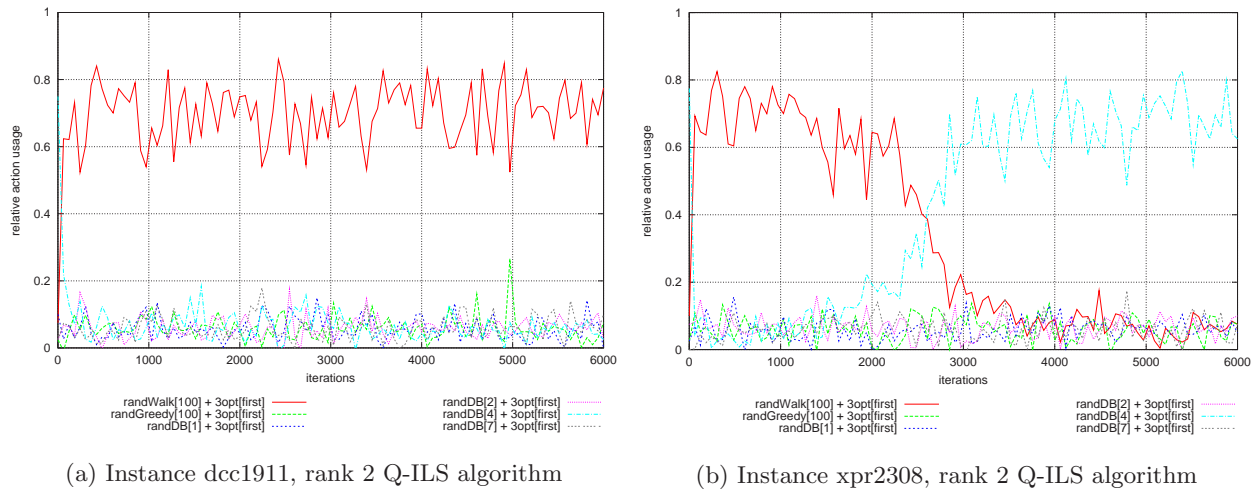 1
0.8
0.6
0.4
0.2
0
relative action usage
0 1000 2000 3000 4000 5000 6000
iterations
randWalk[100] + 3opt[first]
randGreedy[100] + 3opt[first]
randDB[1] + 3opt[first]
randDB[2] + 3opt[first]
randDB[4] + 3opt[first]
randDB[7] + 3opt[first]
(a) Instance dcc1911, rank 2 Q-ILS algorithm
1
0.8
0.6
0.4
0.2
0
relative action usage
0 1000 2000 3000 4000 5000 6000
iterations
randWalk[100] + 3opt[first]
randGreedy[100] + 3opt[first]
randDB[1] + 3opt[first]
randDB[2] + 3opt[first]
randDB[4] + 3opt[first]
randDB[7] + 3opt[first]
(b) Instance xpr2308, rank 2 Q-ILS algorithm